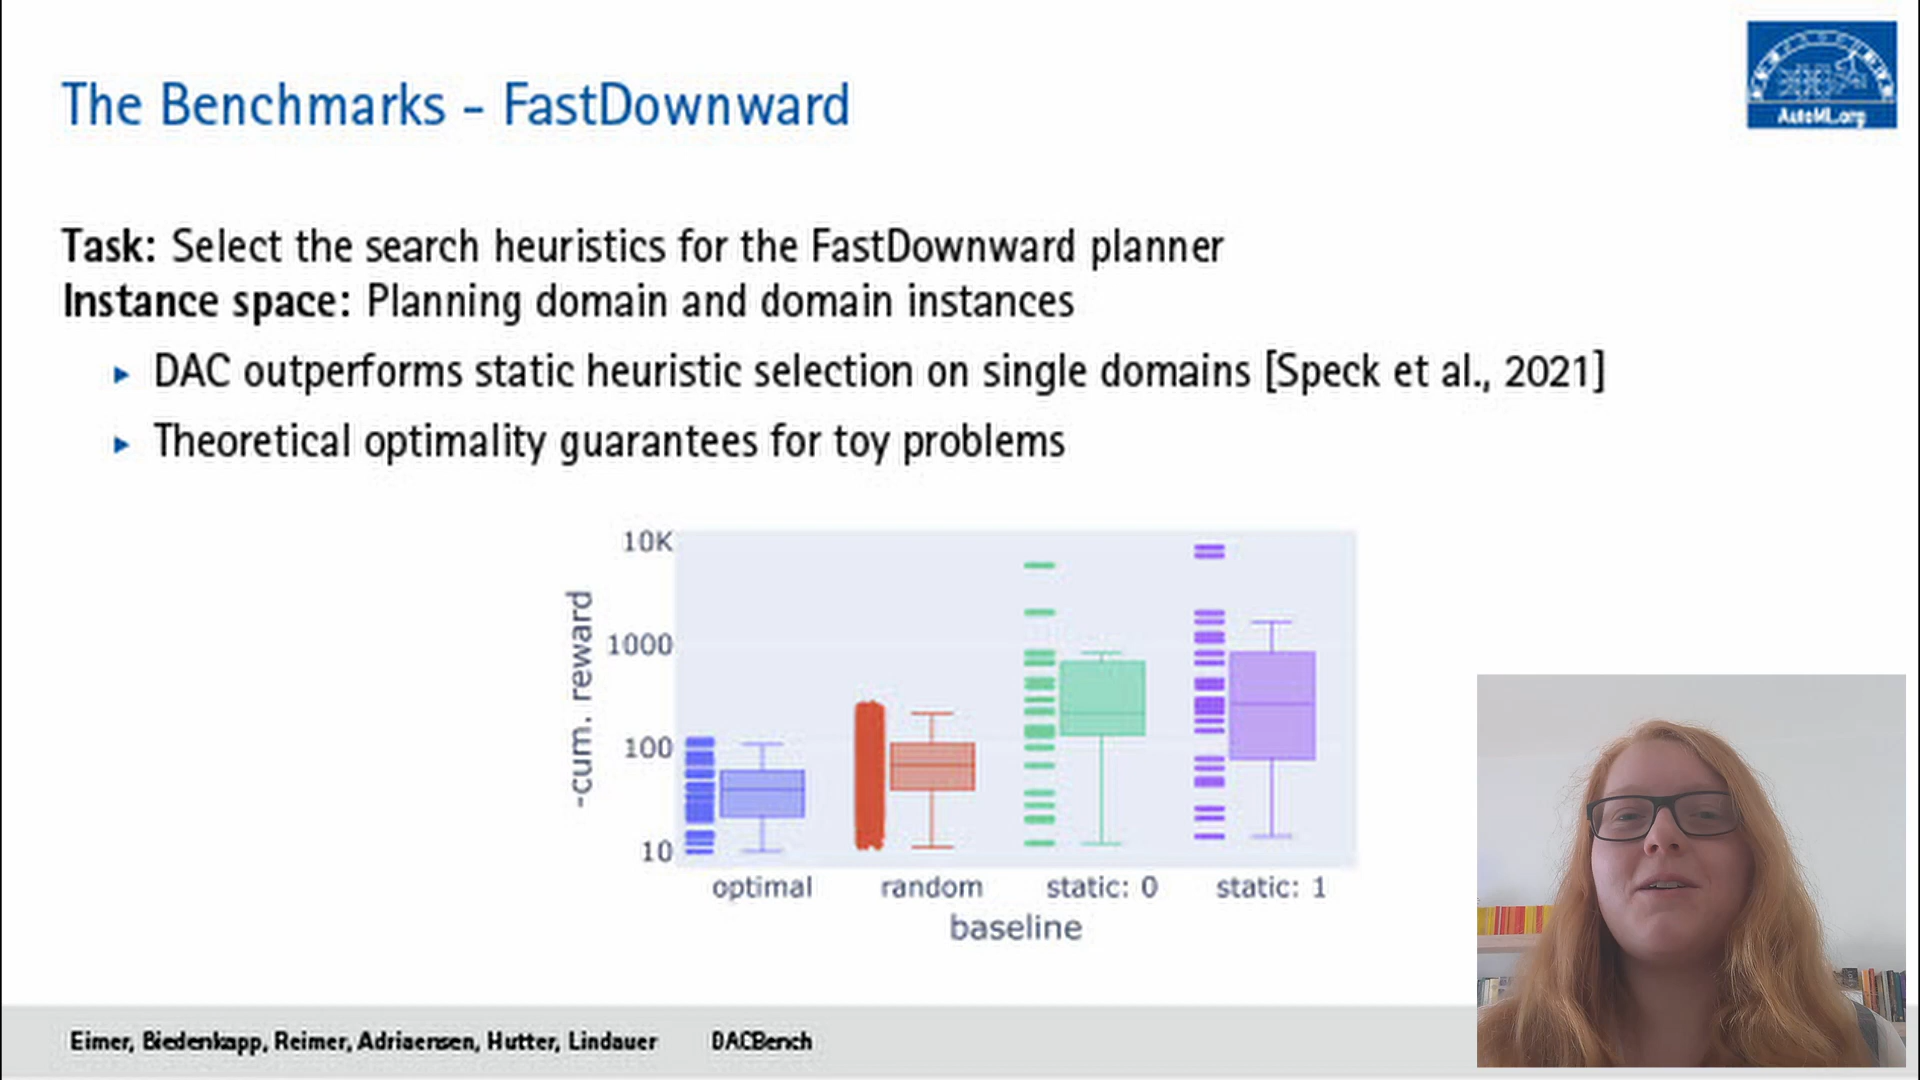 The Benchmarks - FastDownward
AutoML.org
Task: Select the search heuristics for the FastDownward planner
Instance space: Planning domain and domain instances
DAC outperforms static heuristic selection on single domains [Speck et al., 2021]
Theoretical optimality guarantees for toy problems
10K
1000
100
10
-cum. reward
optimal random static: 0 static: 1
baseline
Eimer, Biedenkapp, Reimer, Adriaensen, Hutter, Lindauer DACBench